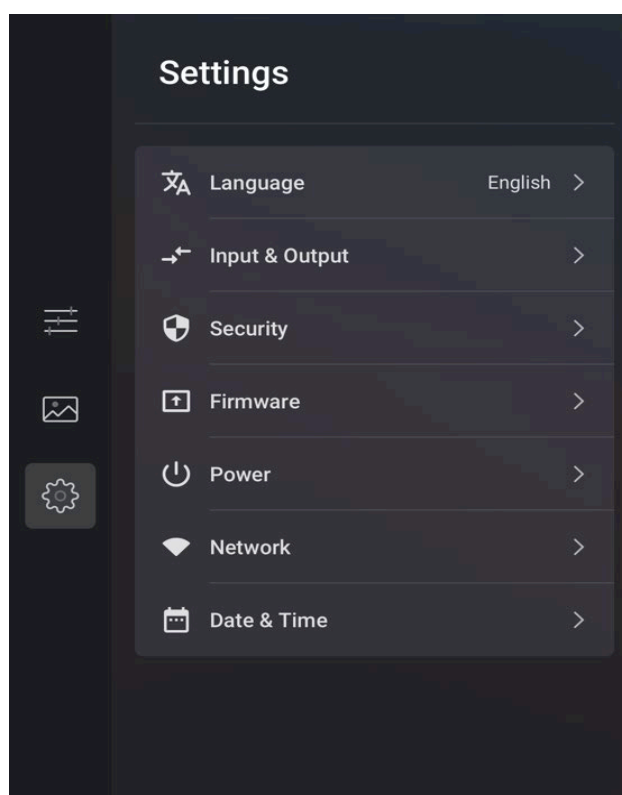 Settings
Language English
Input & Output
Security
Firmware
Power
Network
Date & Time